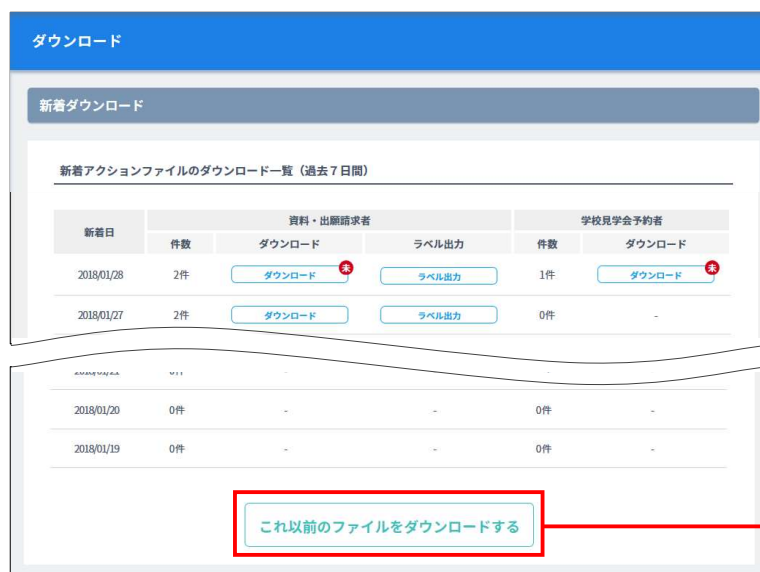 ダウンロード
新着ダウンロード
新着アクションファイルのダウンロード一覧（過去７日間）
新着日 資料・出願請求者 学校見学会予約者
件数 ダウンロード ラベル出力 件数 ダウンロード
2018/01/28 2件 ダウンロード 未 ラベル出力 1件 ダウンロード 未
2018/01/27 2件 ダウンロード ラベル出力 0件 -
2018/01/20 0件 - - 0件 -
2018/01/19 0件 - - 0件 -
これ以前のファイルをダウンロードする